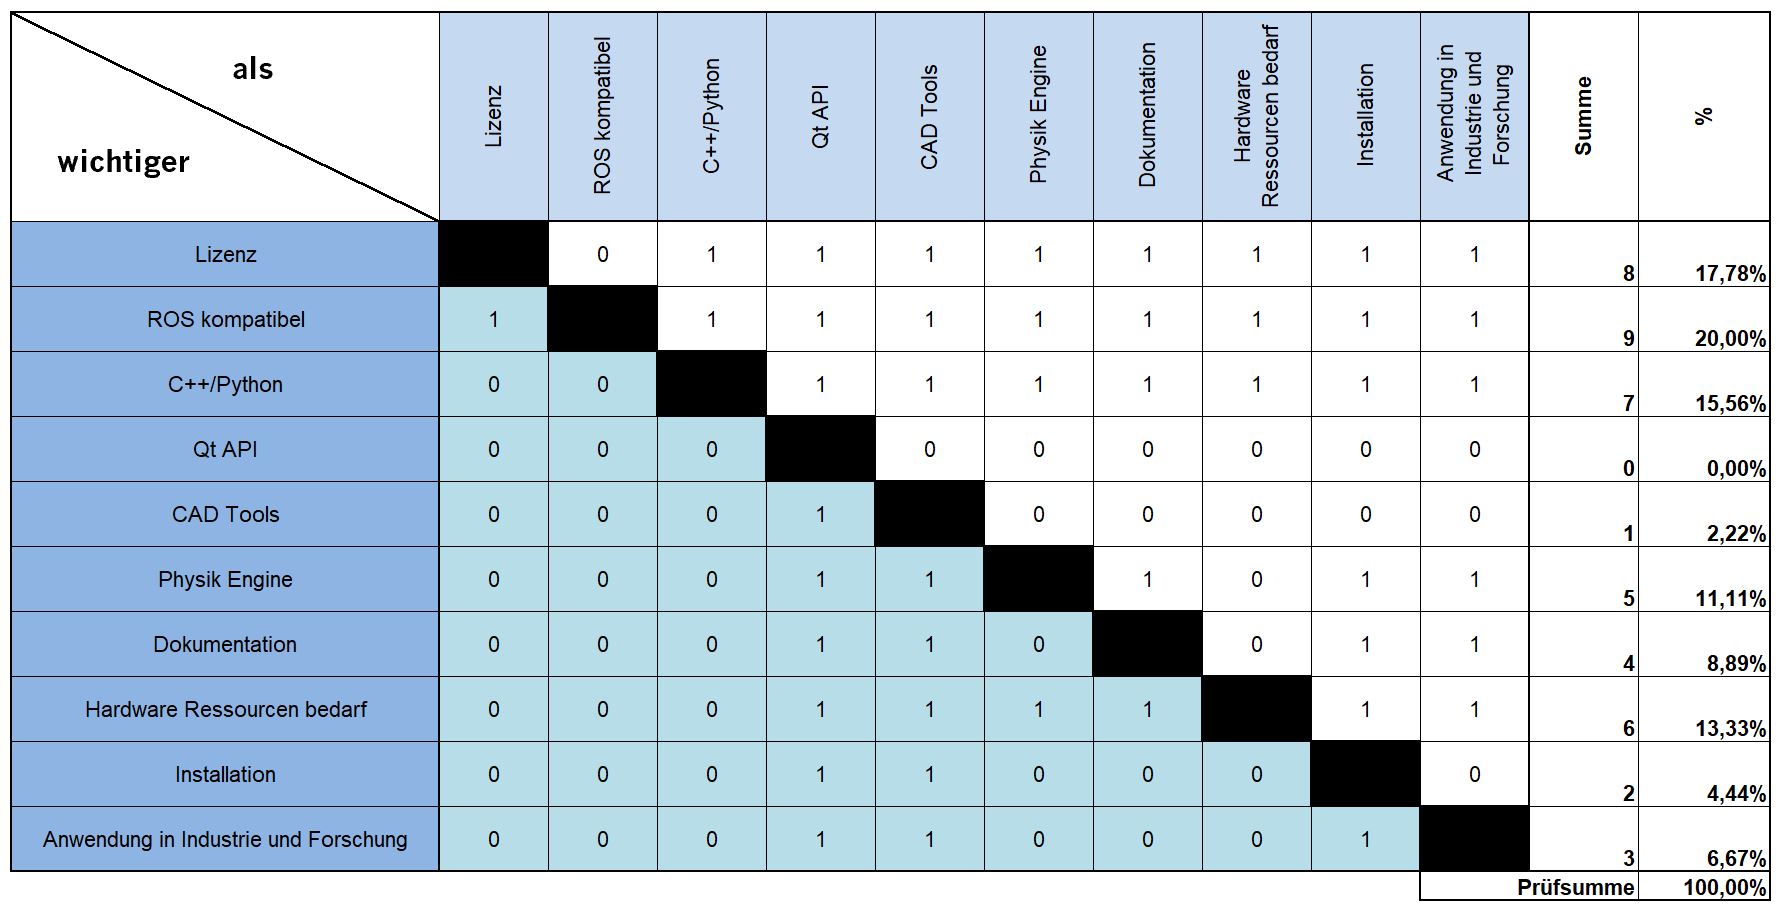 als
wichtiger
Lizenz
ROS kompatibel
C++/Python
Qt API
CAD Tools
Physik Engine
Dokumentation
Hardware
Ressourcen bedarf
Installation
Anwendung in
Industrie und
Forschung
Summe
%
Lizenz 0 1 1 1 1 1 1 1 1 8 17,78%
ROS kompatibel 1 1 1 1 1 1 1 1 1 9 20,00%
C++/Python 0 0 1 1 1 1 1 1 1 7 15,56%
Qt API 0 0 0 0 0 0 0 0 0 0 0,00%
CAD Tools 0 0 0 1 0 0 0 0 0 1 2,22%
Physik Engine 0 0 0 1 1 1 0 1 1 5 11,11%
Dokumentation 0 0 0 1 1 0 0 1 1 4 8,89%
Hardware Ressourcen bedarf 0 0 0 1 1 1 1 1 1 6 13,33%
Installation 0 0 0 1 1 0 0 0 0 2 4,44%
Anwendung in Industrie und Forschung 0 0 0 1 1 0 0 0 1 3 6,67%
Prüfsumme 100,00%